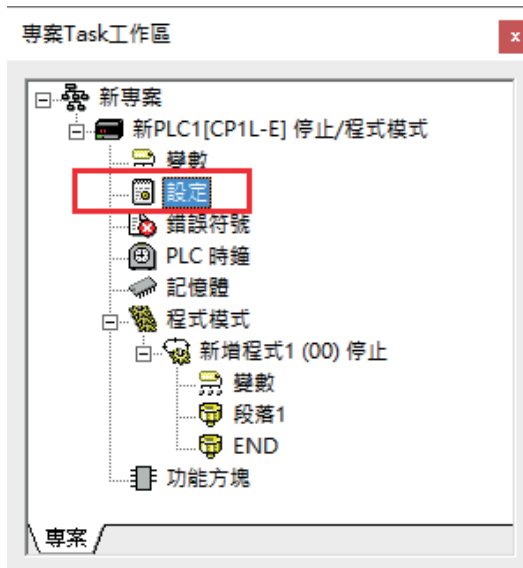 專案Task工作區
x
新專案
新PLC1[CP1L-E] 停止/程式模式
變數
設定
錯誤符號
PLC 時鐘
記憶體
程式模式
新增程式1 (00) 停止
變數
段落1
END
功能方塊
專案